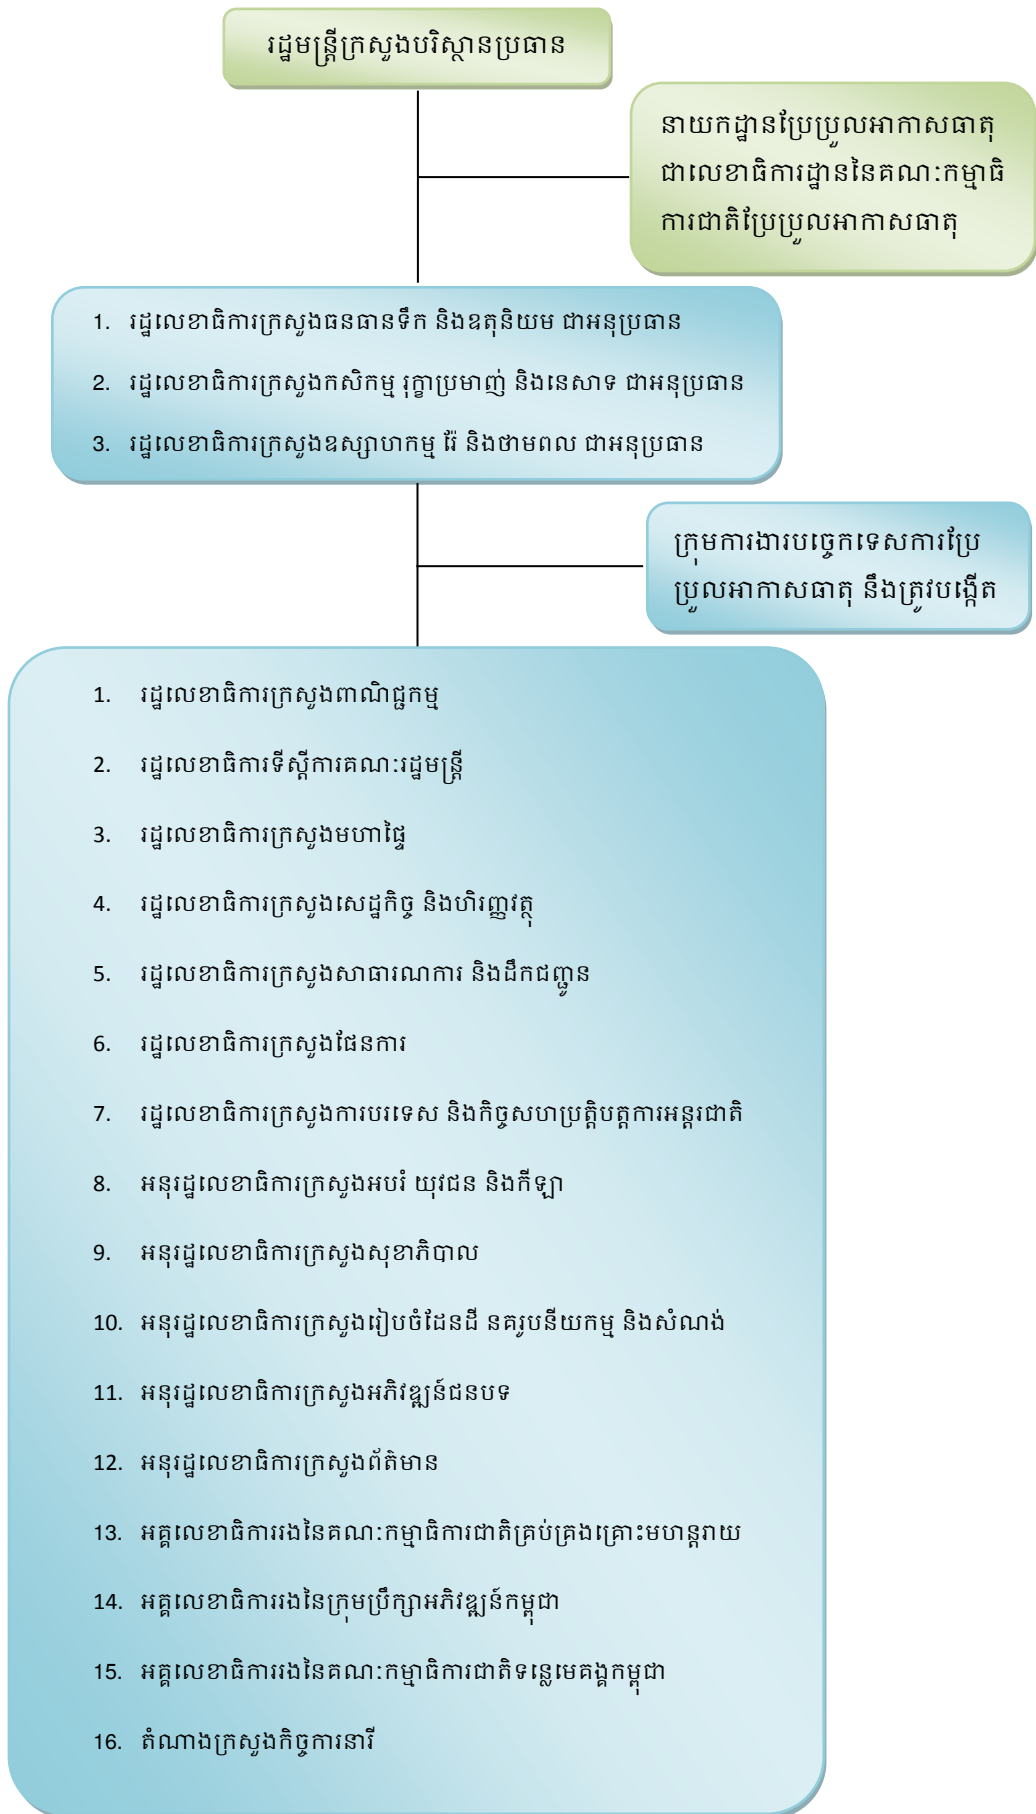 រដ្ឋមន្ត្រីក្រសួងបរិស្ថានប្រធាន
នាយកដ្ឋានប្រែប្រួលអាកាសធាតុ
ជាលេខាធិការដ្ឋាននៃគណៈកម្មាធិ
ការជាតិប្រែប្រួលអាកាសធាតុ
1. រដ្ឋលេខាធិការក្រសួងធនធានទឹក និងឧតុនិយម ជាអនុប្រធាន
2. រដ្ឋលេខាធិការក្រសួងកសិកម្ម រុក្ខាប្រមាញ់ និងនេសាទ ជាអនុប្រធាន
3. រដ្ឋលេខាធិការក្រសួងឧស្សាហកម្ម រ៉ែ និងថាមពល ជាអនុប្រធាន
ក្រុមការងារបច្ចេកទេសការប្រែ
ប្រួលអាកាសធាតុ នឹងត្រូវបង្កើត
1. រដ្ឋលេខាធិការក្រសួងពាណិជ្ជកម្ម
2. រដ្ឋលេខាធិការទីស្តីការគណៈរដ្ឋមន្ត្រី
3. រដ្ឋលេខាធិការក្រសួងមហាផ្ទៃ
4. រដ្ឋលេខាធិការក្រសួងសេដ្ឋកិច្ច និងហិរញ្ញវត្ថុ
5. រដ្ឋលេខាធិការក្រសួងសាធារណការ និងដឹកជញ្ជូន
6. រដ្ឋលេខាធិការក្រសួងផែនការ
7. រដ្ឋលេខាធិការក្រសួងការបរទេស និងកិច្ចសហប្រត្តិបត្តការអន្តរជាតិ
8. អនុរដ្ឋលេខាធិការក្រសួងអបរំ យុវជន និងកីឡា
9. អនុរដ្ឋលេខាធិការក្រសួងសុខាភិបាល
10. អនុរដ្ឋលេខាធិការក្រសួងរៀបចំដែនដី នគរូបនីយកម្ម និងសំណង់
11. អនុរដ្ឋលេខាធិការក្រសួងអភិវឌ្ឍន៍ជនបទ
12. អនុរដ្ឋលេខាធិការក្រសួងព័ត៌មាន
13. អគ្គលេខាធិការរងនៃគណៈកម្មាធិការជាតិគ្រប់គ្រងគ្រោះមហន្តរាយ
14. អគ្គលេខាធិការរងនៃក្រុមប្រឹក្សាអភិវឌ្ឍន៍កម្ពុជា
15. អគ្គលេខាធិការរងនៃគណៈកម្មាធិការជាតិទន្លេមេគង្គកម្ពុជា
16. តំណាងក្រសួងកិច្ចការនារី